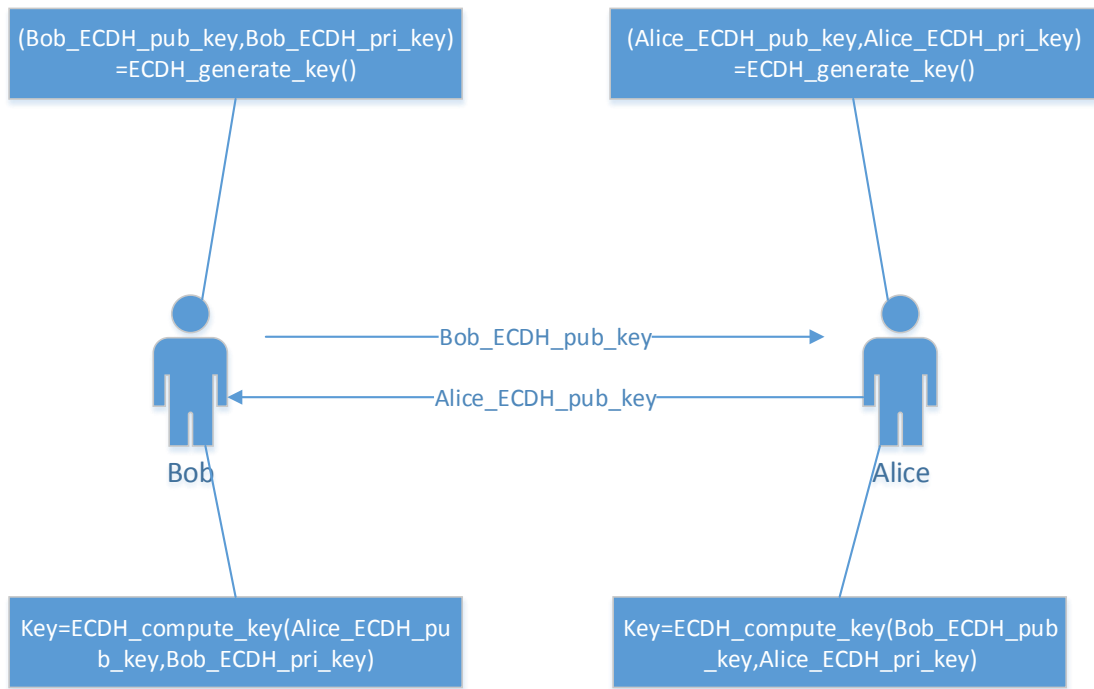 (Bob_ECDH_pub_key,Bob_ECDH_pri_key)
=ECDH_generate_key()
(Alice_ECDH_pub_key,Alice_ECDH_pri_key)
=ECDH_generate_key()
Bob_ECDH_pub_key
Alice_ECDH_pub_key
Bob
Alice
Key=ECDH_compute_key(Alice_ECDH_pu
b_key,Bob_ECDH_pri_key)
Key=ECDH_compute_key(Bob_ECDH_pub
_key,Alice_ECDH_pri_key)